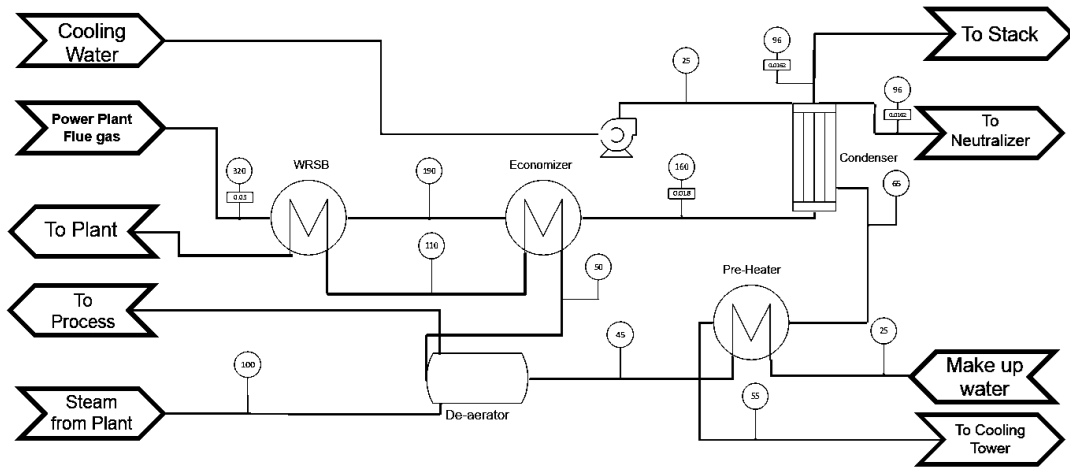 Cooling
Water
To Stack
96
0.0162
25
96
0.0162
To
Neutralizer
Power Plant
Flue gas
WRSB
Economizer
Condenser
320
0.03
190
160
0.018
65
To Plant
110
50
Pre-Heater
To
Process
45
25
100
Make up
water
Steam
from Plant
De-aerator
55
To Cooling
Tower